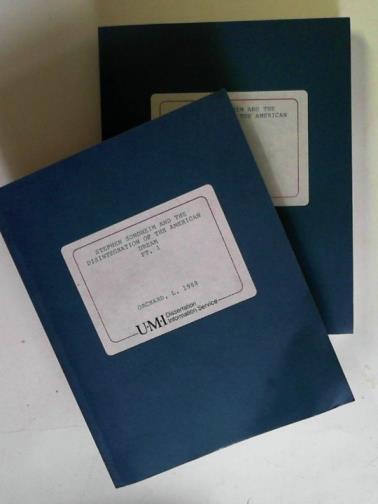 STEPHEN SONDHEIM AND THE
DISINTEGRATION OF THE AMERICAN
DREAM
PT. 1
ORCHARD, L. 1988
U·M·I Dissertation
Information Service
AND THE
THE AMERICAN